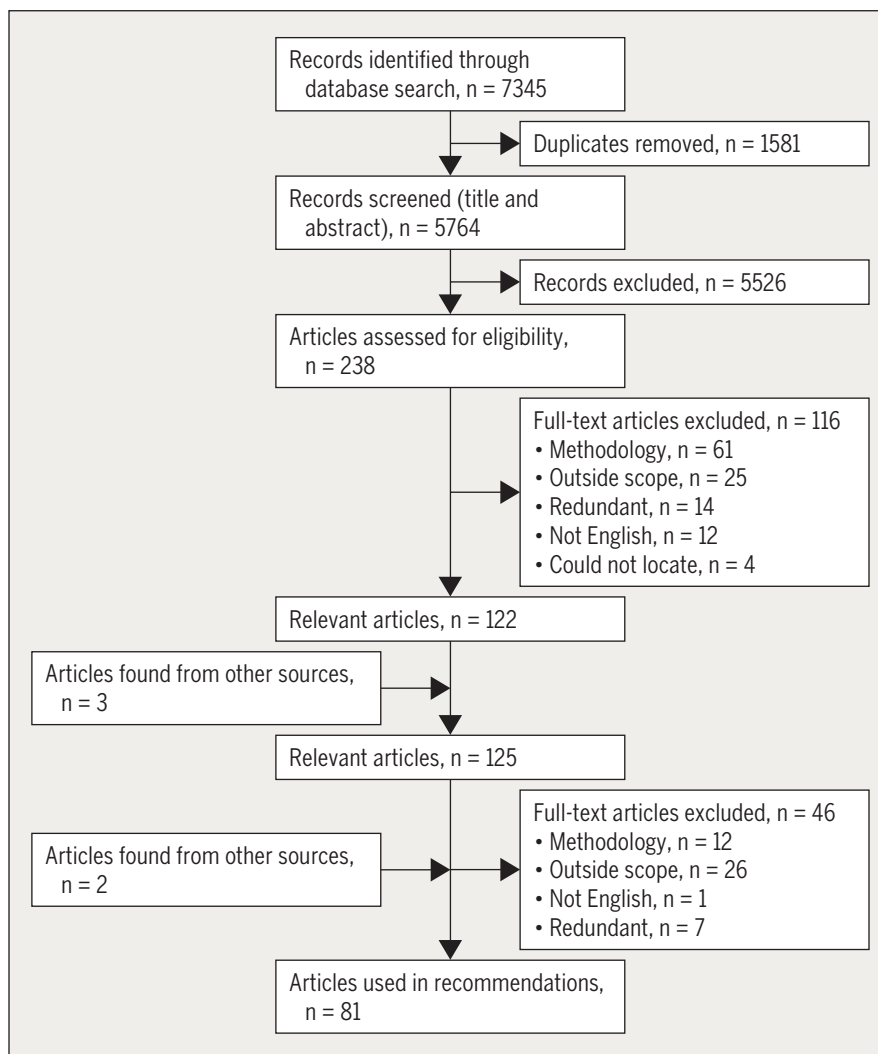 Records identified through
database search, n = 7345
Duplicates removed, n = 1581
Records screened (title and
abstract), n = 5764
Records excluded, n = 5526
Articles assessed for eligibility,
n = 238
Full-text articles excluded, n = 116
• Methodology, n = 61
• Outside scope, n = 25
• Redundant, n = 14
• Not English, n = 12
• Could not locate, n = 4
Relevant articles, n = 122
Articles found from other sources,
n = 3
Relevant articles, n = 125
Full-text articles excluded, n = 46
• Methodology, n = 12
• Outside scope, n = 26
• Not English, n = 1
• Redundant, n = 7
Articles found from other sources,
n = 2
Articles used in recommendations,
n = 81